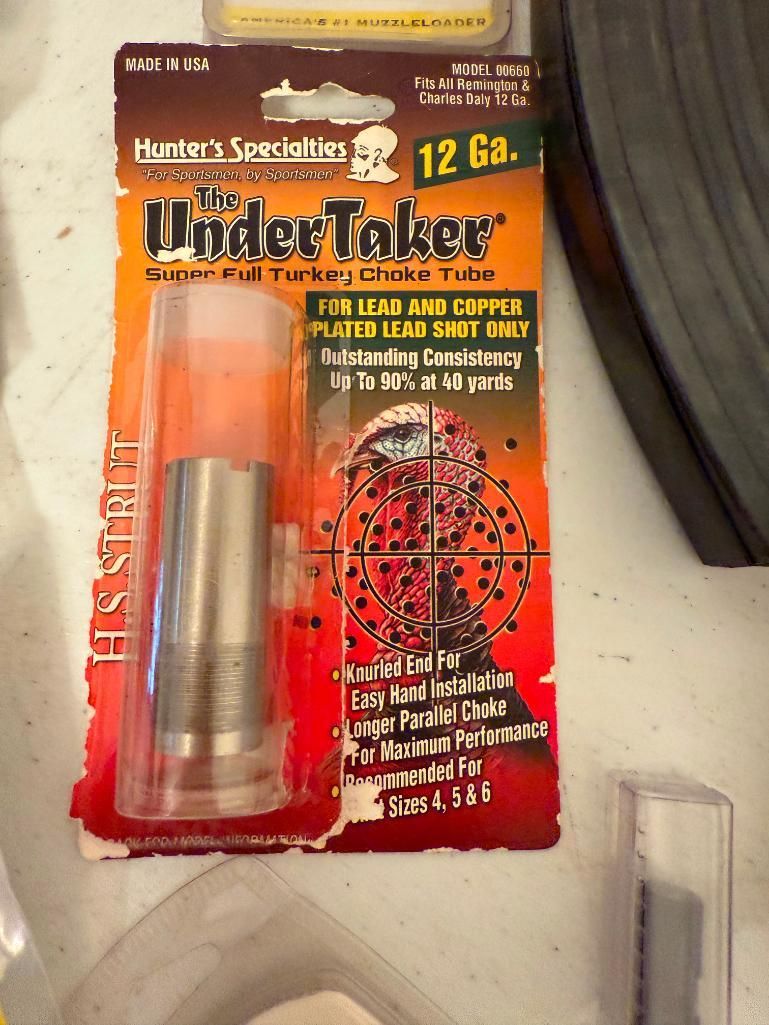 AMERICA'S #1 MUZZLELOADER
MADE IN USA
MODEL 00660
Fits All Remington &
Charles Daly 12 Ga.
Hunter's Specialties
"For Sportsmen, by Sportsmen"
12 Ga.
The
UnderTaker®
Super Full Turkey Choke Tube
FOR LEAD AND COPPER
PLATED LEAD SHOT ONLY
Outstanding Consistency
Up To 90% at 40 yards
H.S. STRUT
• Knurled End For
Easy Hand Installation
• Longer Parallel Choke
For Maximum Performance
• Recommended For
Sizes 4, 5 & 6
FOR MODEL INFORMATION